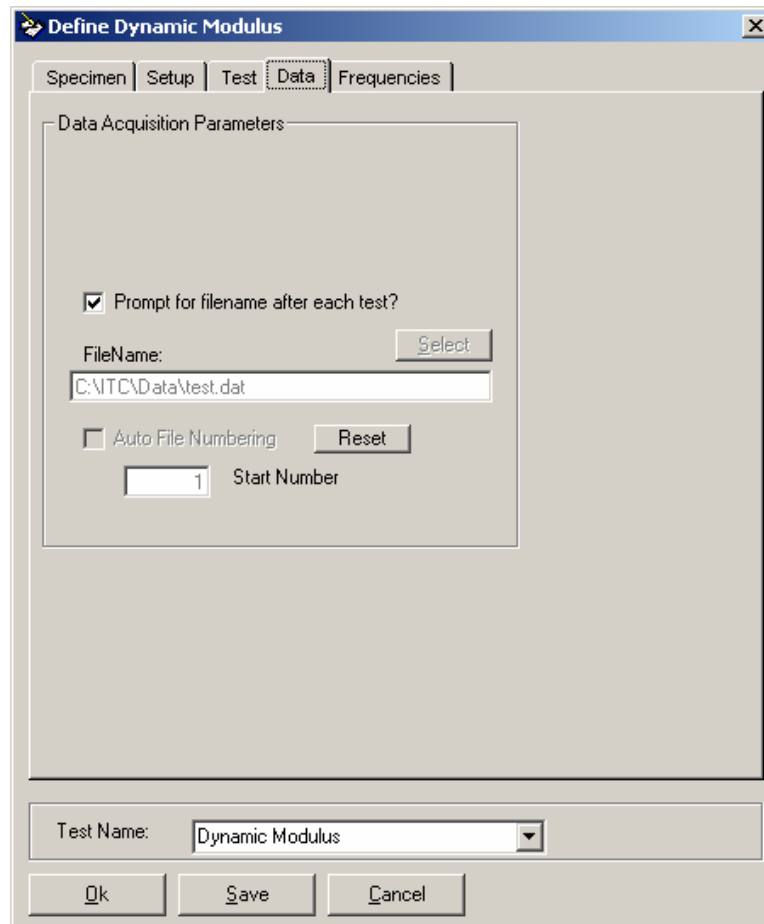 Define Dynamic Modulus
Specimen Setup Test Data Frequencies
Data Acquisition Parameters
Prompt for filename after each test?
Select
FileName:
C:\ITC\Data\test.dat
Auto File Numbering Reset
1 Start Number
Test Name: Dynamic Modulus
Ok Save Cancel